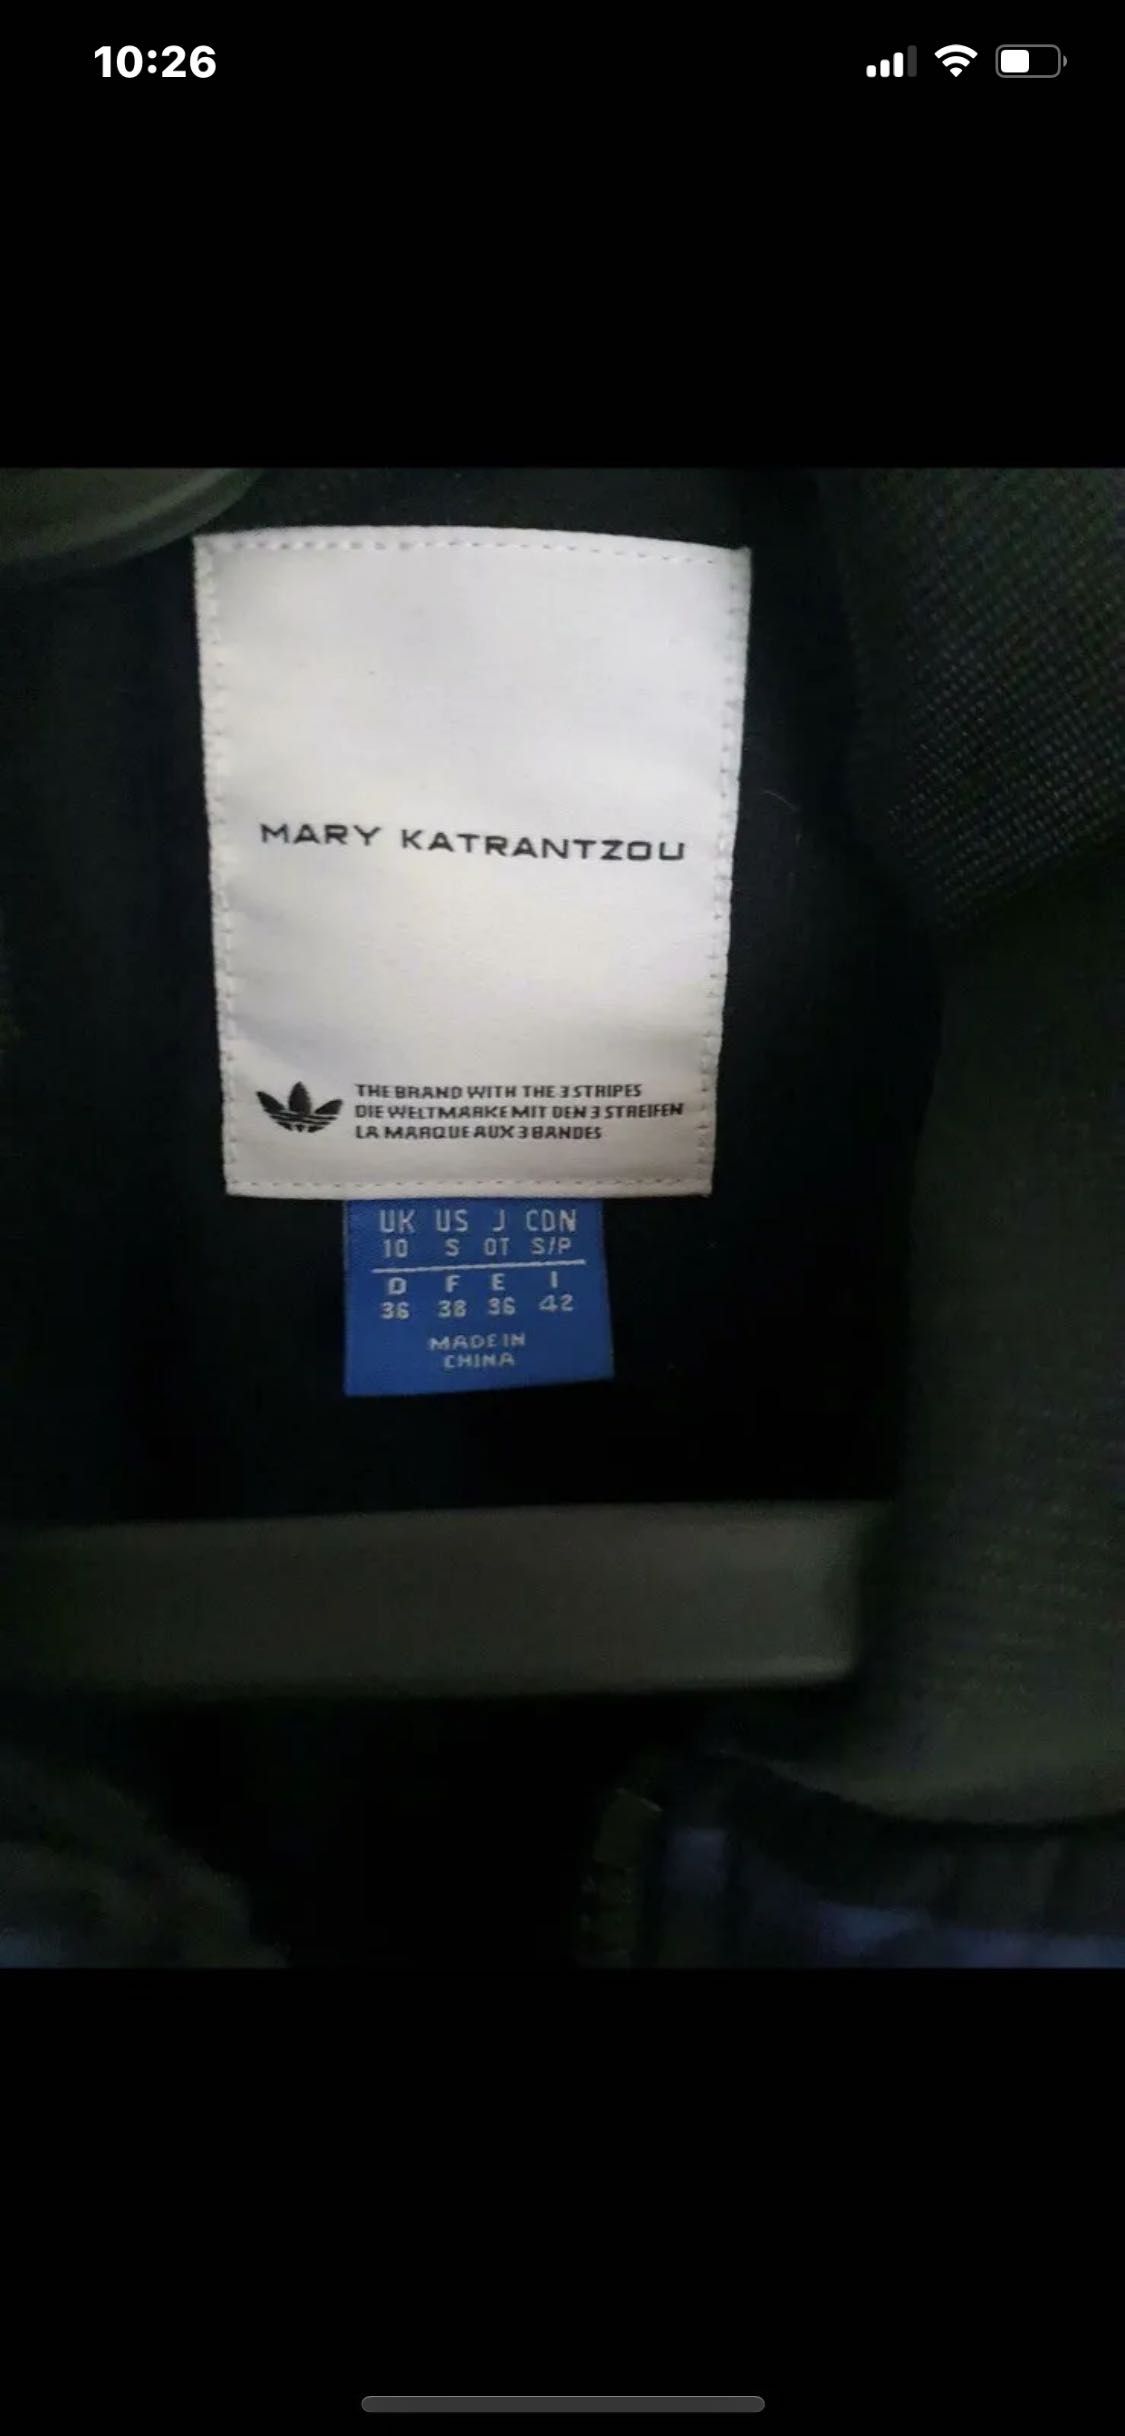 10:26
MARY KATRANTZOU
THE BRAND WITH THE 3 STRIPES
DIE WELTMARKE MIT DEN 3 STREIFEN
LA MARQUE AUX 3 BANDES
UK US J CDN
10 S OT S/P
D F E I
36 38 36 42
MADE IN
CHINA